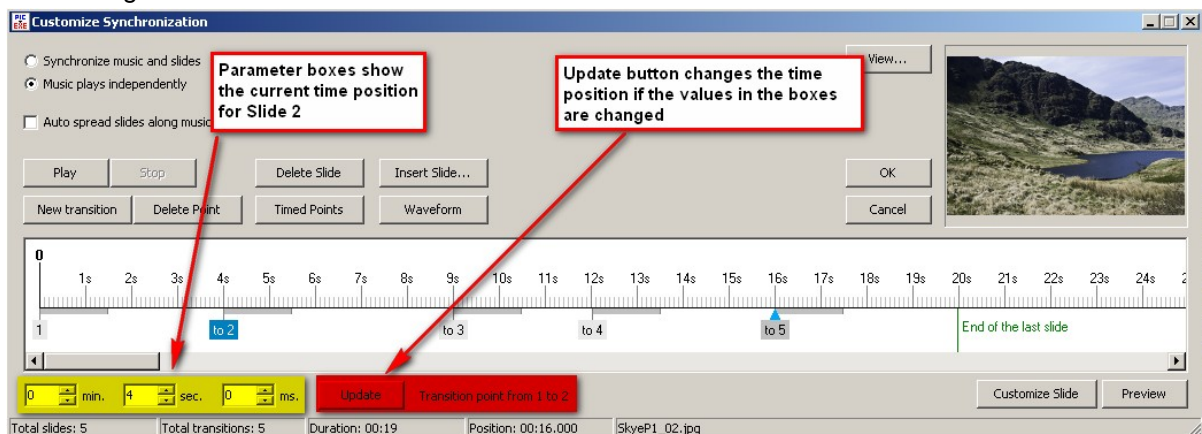 PIC
EXE
Customize Synchronization
Synchronize music and slides
Music plays independently
Auto spread slides along music
Parameter boxes show
the current time position
for Slide 2
Update button changes the time
position if the values in the boxes
are changed
View...
Play Stop Delete Slide Insert Slide... OK
New transition Delete Point Timed Points Waveform Cancel
0
1s 2s 3s 4s 5s 6s 7s 8s 9s 10s 11s 12s 13s 14s 15s 16s 17s 18s 19s 20s 21s 22s 23s 24s 2
1 to 2 to 3 to 4 to 5 End of the last slide
0 min. 4 sec. 0 ms. Update Transition point from 1 to 2 Customize Slide Preview
Total slides: 5 Total transitions: 5 Duration: 00:19 Position: 00:16.000 SkyeP1_02.jpg